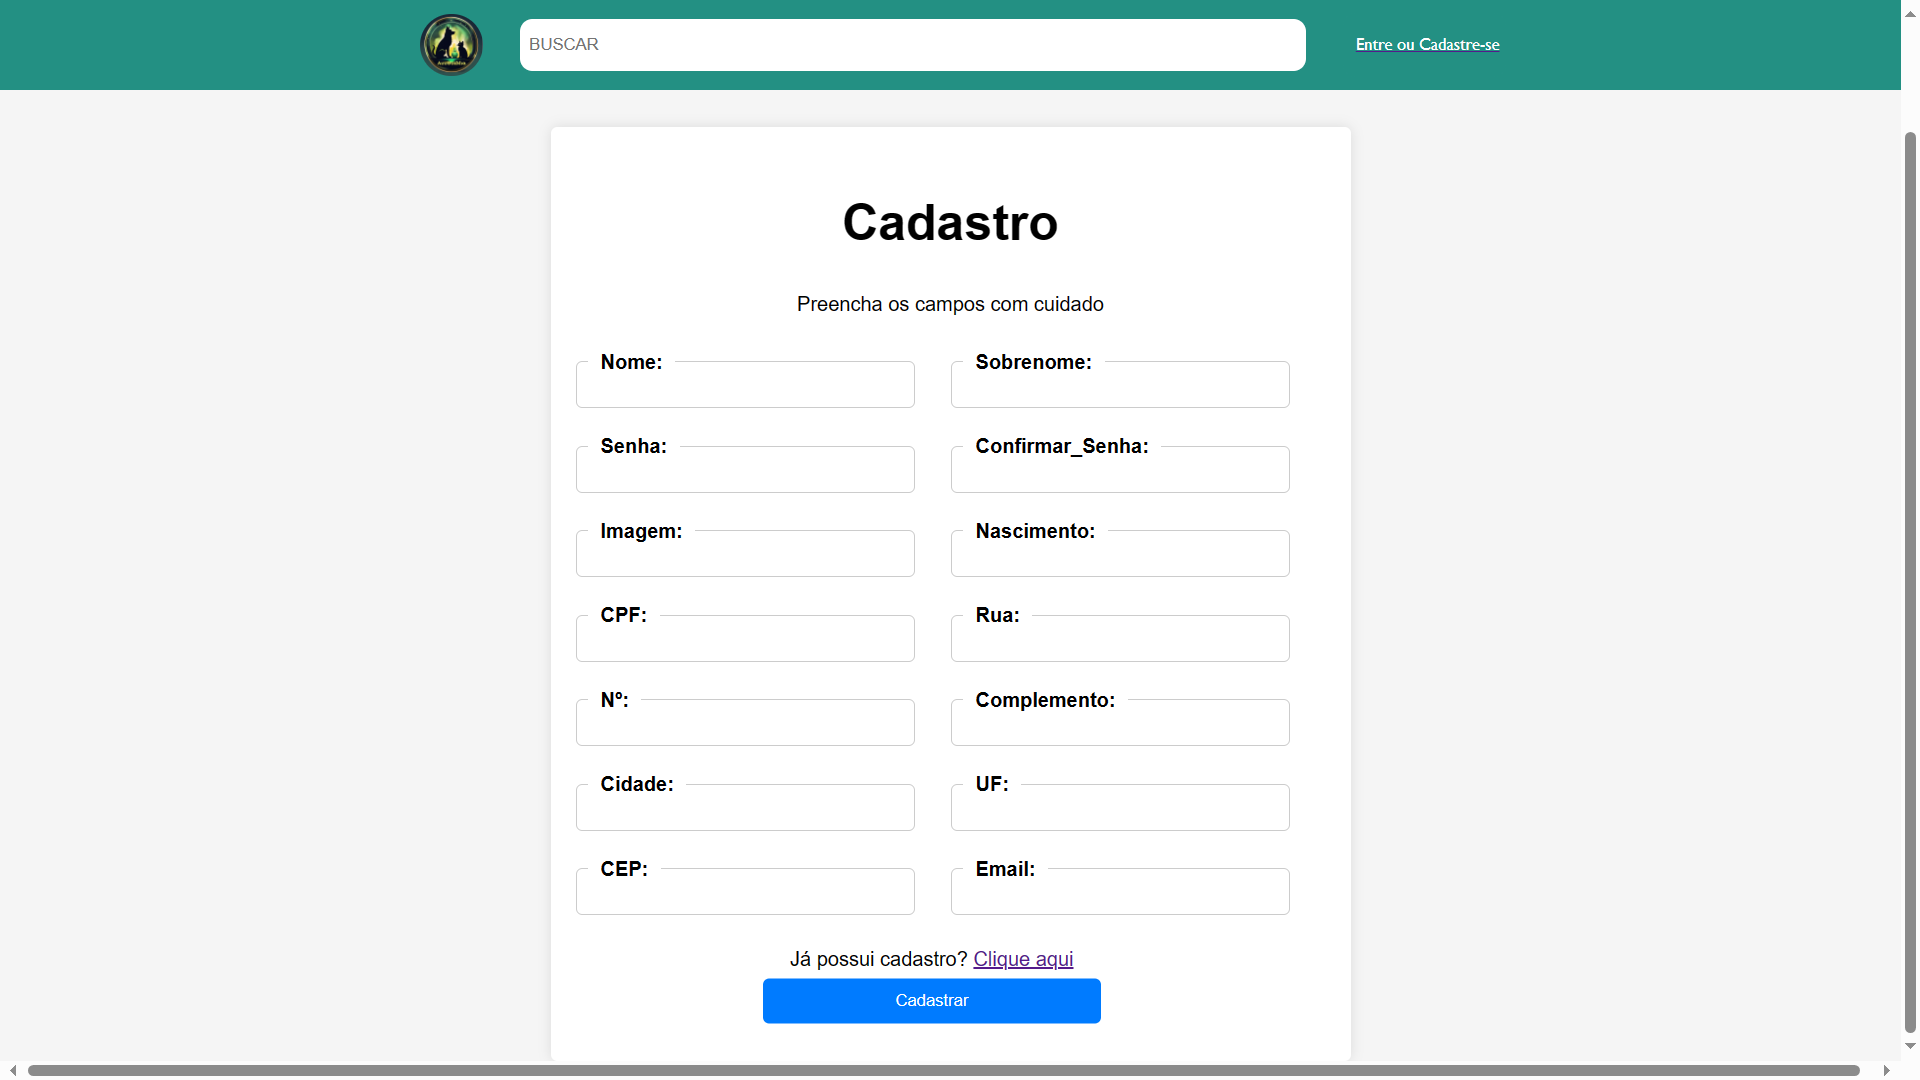 BUSCAR
Entre ou Cadastre-se
Cadastro
Preencha os campos com cuidado
Nome:
Sobrenome:
Senha:
Confirmar_Senha:
Imagem:
Nascimento:
CPF:
Rua:
Nº:
Complemento:
Cidade:
UF:
CEP:
Email:
Já possui cadastro? Clique aqui
Cadastrar